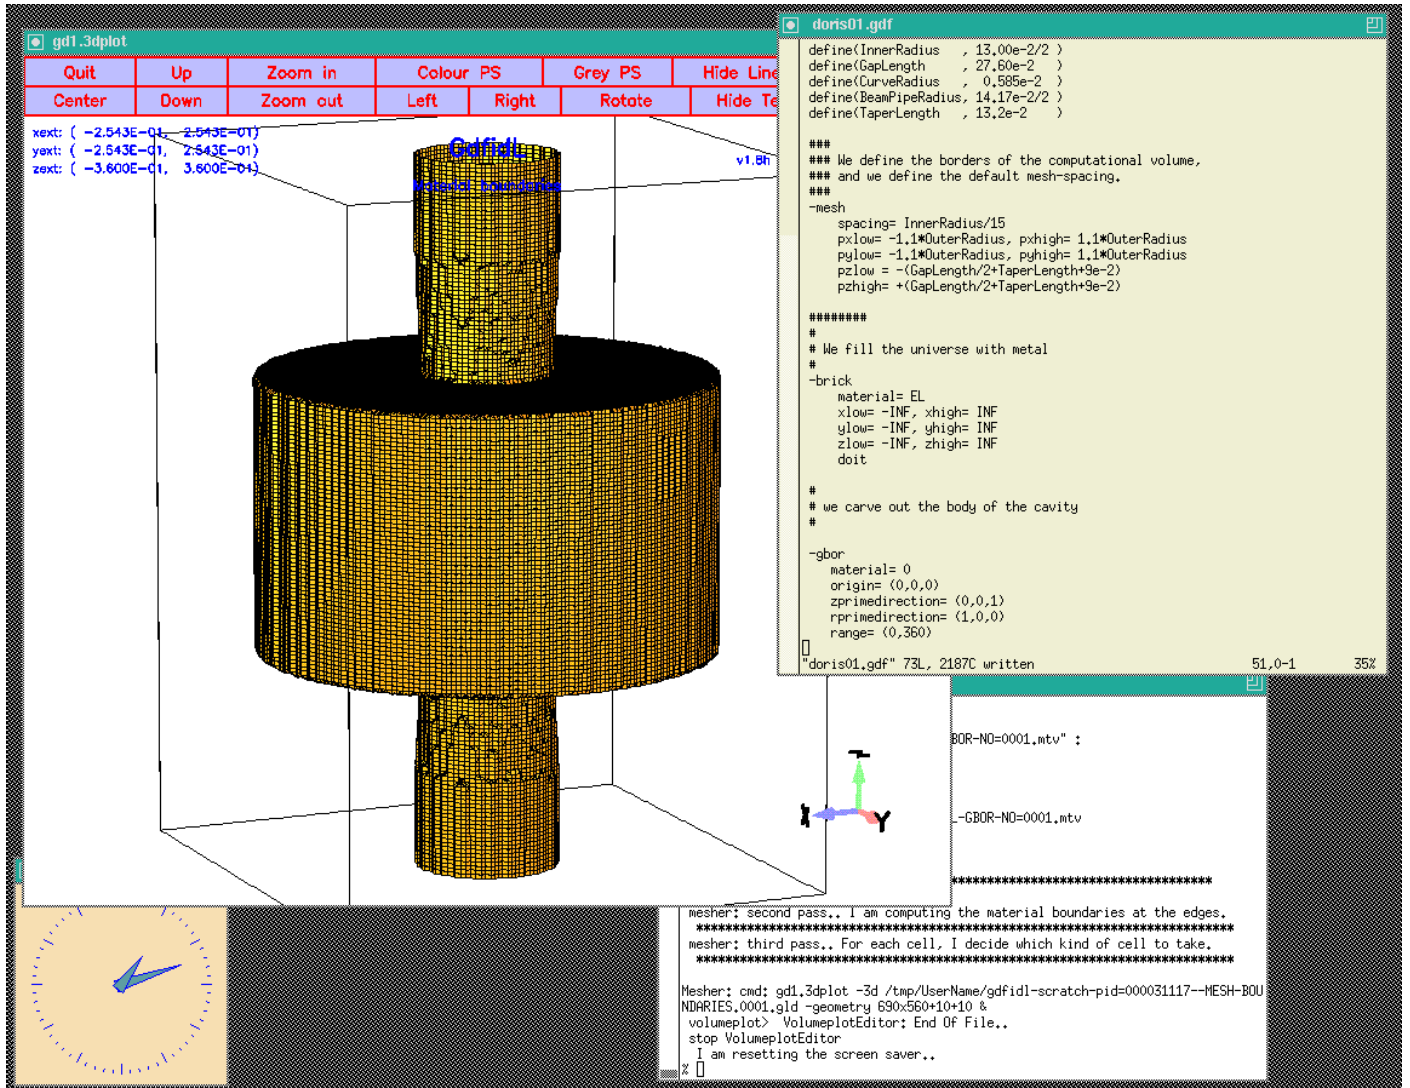 gd1.3dplot
Quit Up Zoom in Colour PS Grey PS Hide Line
Center Down Zoom out Left Right Rotate Hide Te
xext: ( -2.543E-01, 2.543E-01)
yext: ( -2.543E-01, 2.543E-01)
zext: ( -3.600E-01, 3.600E-01)
GdfidL
v1.8h
Material boundaries
X Y Z
doris01.gdf
define(InnerRadius , 13.00e-2/2 )
define(GapLength , 27.60e-2 )
define(CurveRadius , 0.585e-2 )
define(BeamPipeRadius, 14.17e-2/2 )
define(TaperLength , 13.2e-2 )
###
### We define the borders of the computational volume,
### and we define the default mesh-spacing.
###
-mesh
spacing= InnerRadius/15
pxlow= -1.1*OuterRadius, pxhigh= 1.1*OuterRadius
pylow= -1.1*OuterRadius, pyhigh= 1.1*OuterRadius
pzlow = -(GapLength/2+TaperLength+9e-2)
pzhigh= +(GapLength/2+TaperLength+9e-2)
########
#
# We fill the universe with metal
#
-brick
material= EL
xlow= -INF, xhigh= INF
ylow= -INF, yhigh= INF
zlow= -INF, zhigh= INF
doit
#
# we carve out the body of the cavity
#
-gbor
material= 0
origin= (0,0,0)
zprimedirection= (0,0,1)
rprimedirection= (1,0,0)
range= (0,360)
"doris01.gdf" 73L, 2187C written 51,0-1 35%
BOR-NO=0001.mtv" :
L-GBOR-NO=0001.mtv
************************************
mesher: second pass.. I am computing the material boundaries at the edges.
********************************************************************
mesher: third pass.. For each cell, I decide which kind of cell to take.
********************************************************************
Mesher: cmd: gd1.3dplot -3d /tmp/UserName/gdfidl-scratch-pid=000031117--MESH-BOU
NDARIES.0001.gld -geometry 690x560+10+10 &
volumeplot> VolumeplotEditor: End Of File..
stop VolumeplotEditor
I am resetting the screen saver..
%